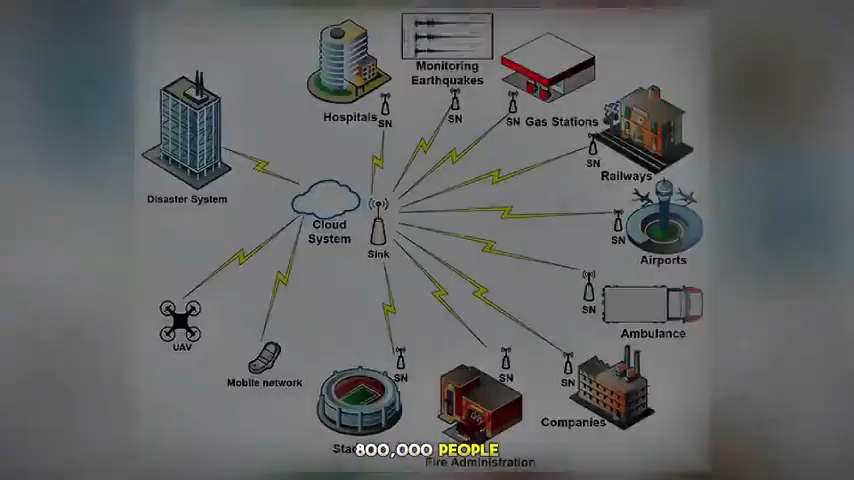 Monitoring
Earthquakes
Hospitals
SN
SN
SN
Gas Stations
SN
Railways
Disaster System
Cloud
System
Sink
SN
Airports
SN
Ambulance
UAV
Mobile network
SN
SN
SN
Companies
800,000 PEOPLE
Fire Administration